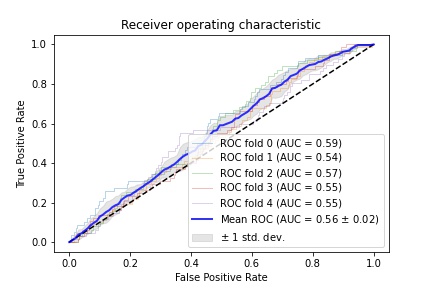 Receiver operating characteristic
True Positive Rate
1.0
0.8
0.6
0.4
0.2
0.0
ROC fold 0 (AUC = 0.59)
ROC fold 1 (AUC = 0.54)
ROC fold 2 (AUC = 0.57)
ROC fold 3 (AUC = 0.55)
ROC fold 4 (AUC = 0.55)
Mean ROC (AUC = 0.56 ± 0.02)
± 1 std. dev.
0.0 0.2 0.4 0.6 0.8 1.0
False Positive Rate